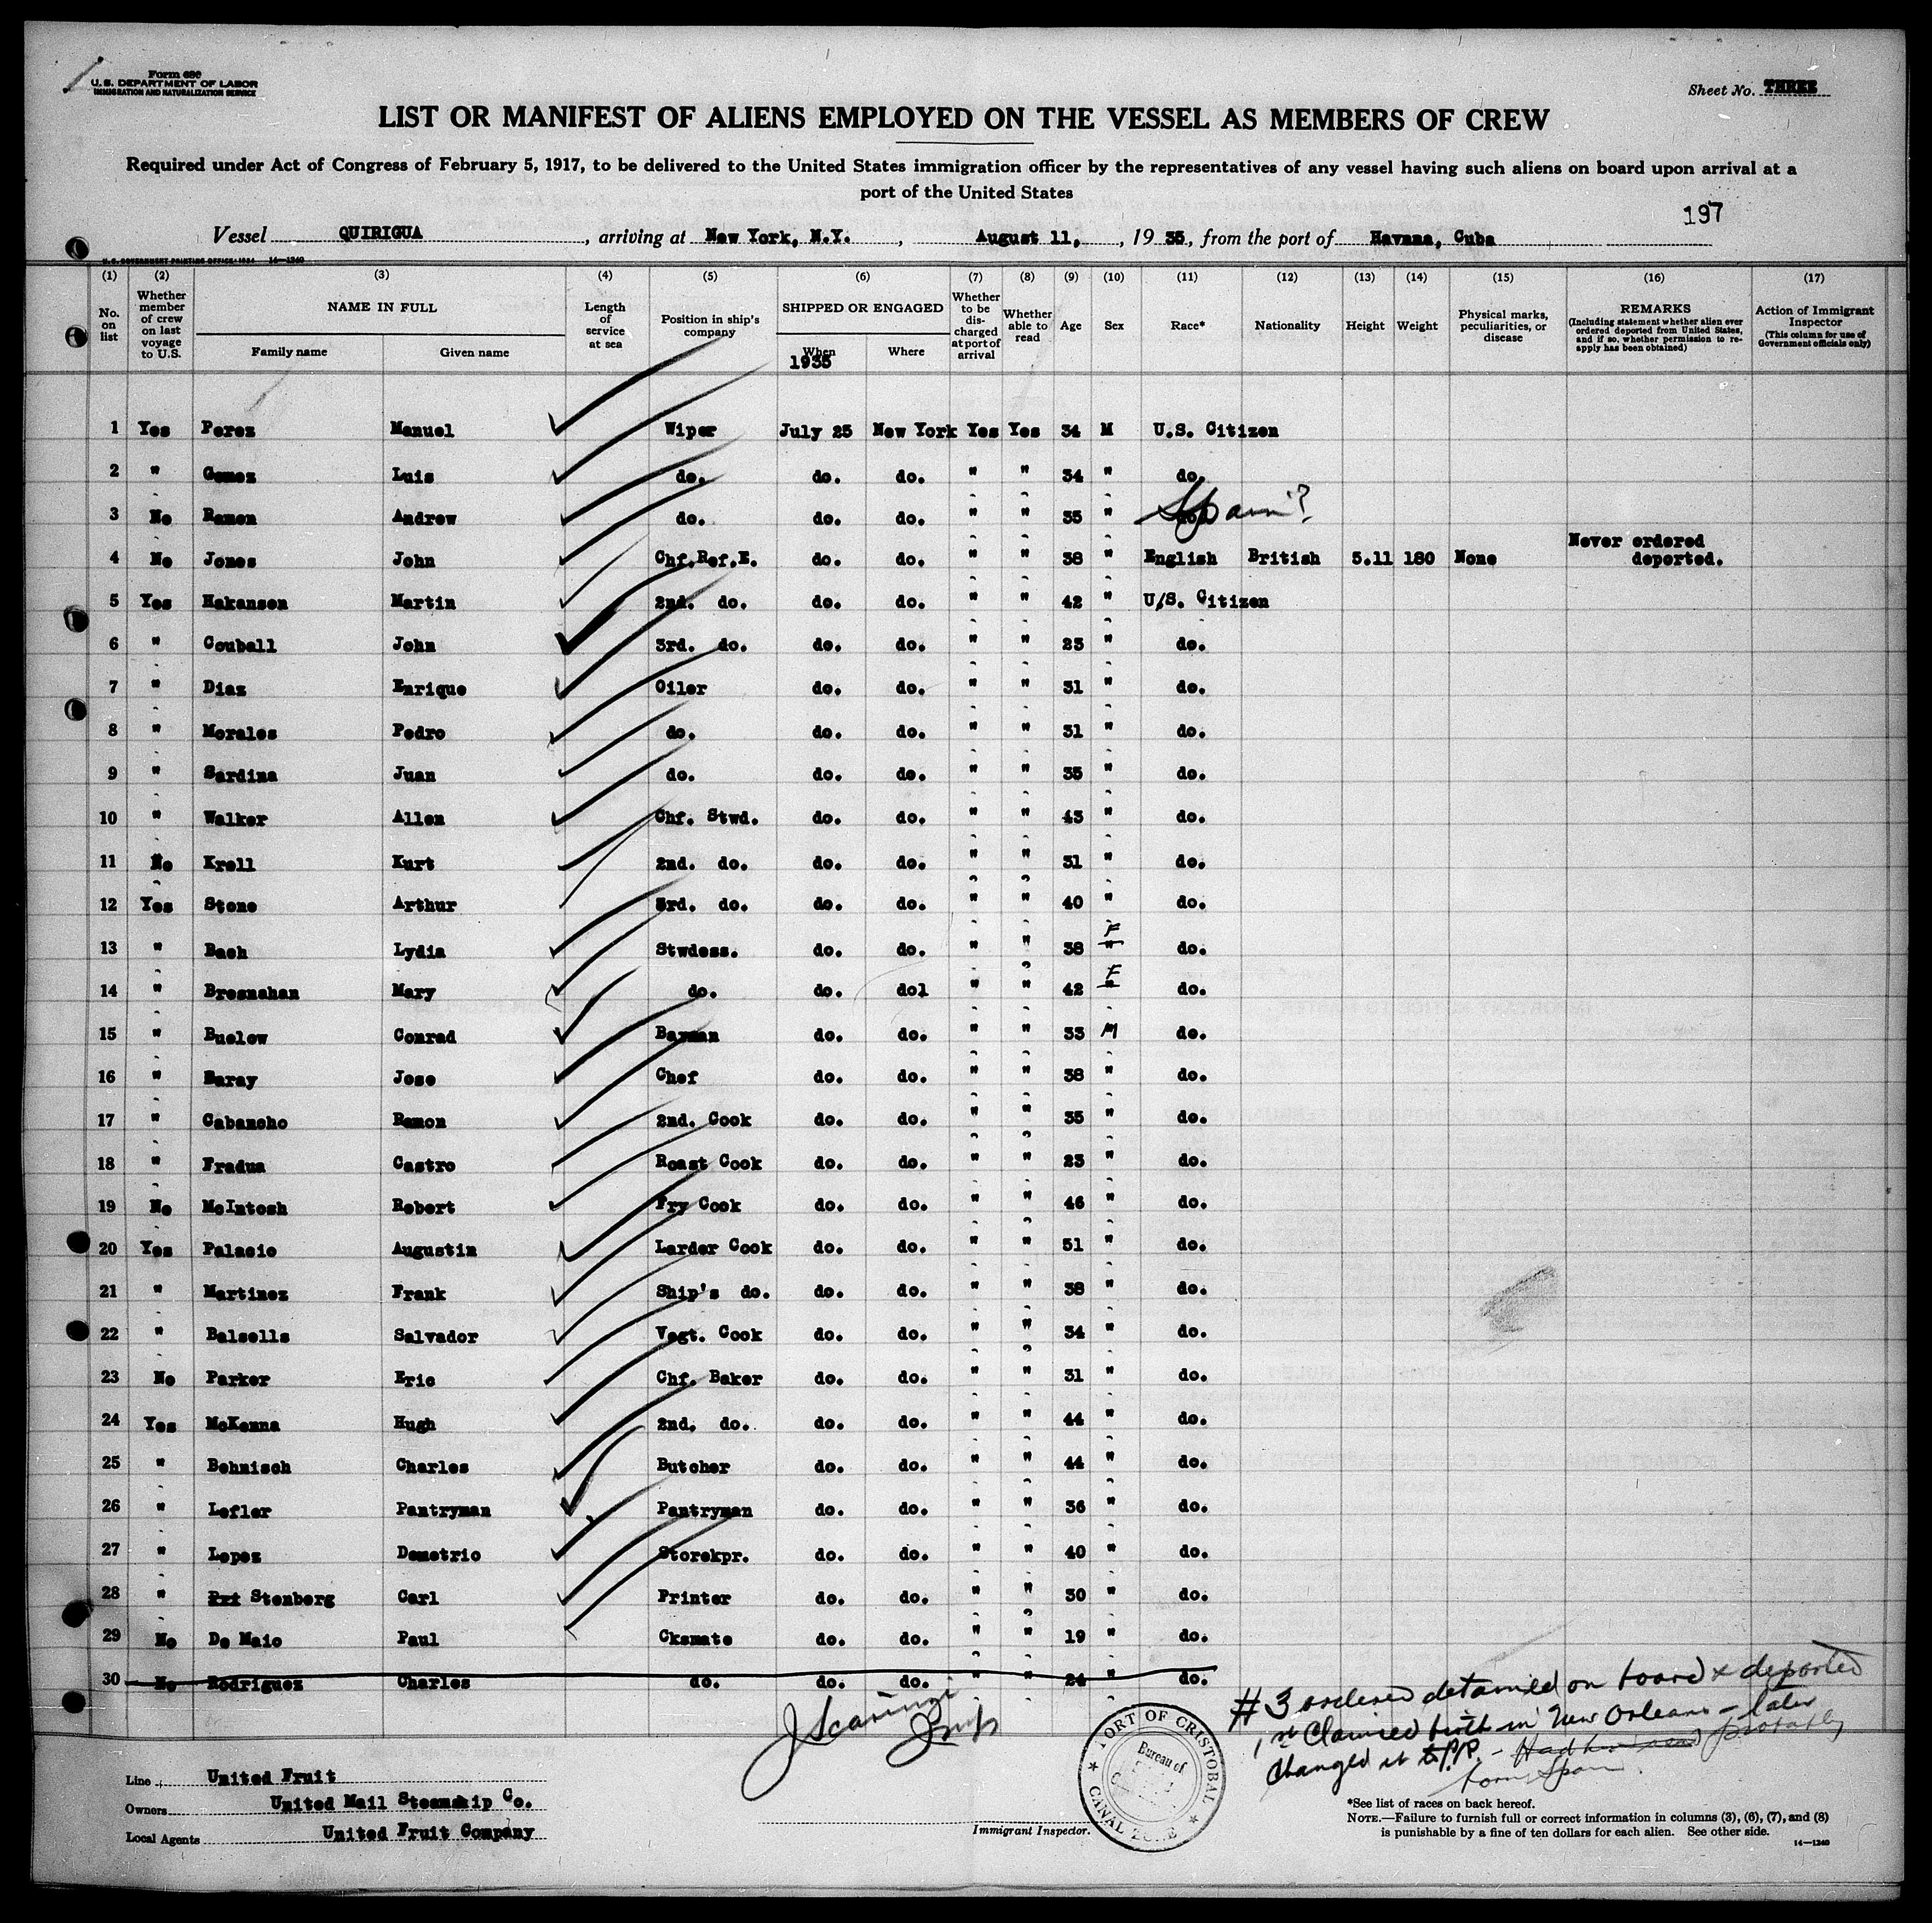 Form 680
U. S. DEPARTMENT OF LABOR
IMMIGRATION AND NATURALIZATION SERVICE
Sheet No. THREE
LIST OR MANIFEST OF ALIENS EMPLOYED ON THE VESSEL AS MEMBERS OF CREW
Required under Act of Congress of February 5, 1917, to be delivered to the United States immigration officer by the representatives of any vessel having such aliens on board upon arrival at a
port of the United States
197
Vessel QUIRIGUA, arriving at New York, N.Y., August 11, 1935, from the port of Havana, Cuba
U. S. GOVERNMENT PRINTING OFFICE: 1934 14—1240
(1) (2) (3) (4) (5) (6) (7) (8) (9) (10) (11) (12) (13) (14) (15) (16) (17)
No. on list
Whether member of crew on last voyage to U.S.
NAME IN FULL
Family name
Given name
Length of service at sea
Position in ship's company
SHIPPED OR ENGAGED
When
Where
1935
Whether to be discharged at port of arrival
Whether able to read
Age
Sex
Race*
Nationality
Height
Weight
Physical marks, peculiarities, or disease
REMARKS
(Including statement whether alien ever ordered deported from United States, and if so, whether permission to re-apply has been obtained)
Action of Immigrant Inspector
(This column for use of Government officials only)
1 Yes Perez Manuel Wiper July 25 New York Yes Yes 34 M U.S. Citizen
2 " Gomez Luis do. do. do. " " 34 " do.
3 No Ramon Andrew do. do. do. " " 35 " do. Spain?
4 No Jones John Chf.Ref.E. do. do. " " 38 " English British 5.11 180 None Never ordered deported.
5 Yes Hakansen Martin 2nd. do. do. do. " " 42 " U/S. Citizen
6 " Couball John 3rd. do. do. do. " " 23 " do.
7 " Diaz Enrique Oiler do. do. " " 31 " do.
8 " Morales Pedro do. do. do. " " 31 " do.
9 " Sardina Juan do. do. do. " " 35 " do.
10 " Walker Allen Chf. Stwd. do. do. " " 43 " do.
11 No Krell Kurt 2nd. do. do. do. " " 31 " do.
12 Yes Stone Arthur 3rd. do. do. do. " " 40 " do.
13 " Bach Lydia Stwdess. do. do. " " 38 F do.
14 " Bresnahan Mary do. do. dol " " 42 F do.
15 " Buelow Conrad Barman do. do. " " 33 M do.
16 " Garay Jose Chef do. do. " " 38 " do.
17 " Cabancho Ramon 2nd. Cook do. do. " " 35 " do.
18 " Fradua Castro Roast Cook do. do. " " 23 " do.
19 No McIntosh Robert Fry Cook do. do. " " 46 " do.
20 Yes Palacio Augustin Larder Cook do. do. " " 51 " do.
21 " Martinez Frank Ship's do. do. do. " " 38 " do.
22 " Balsells Salvador Vegt. Cook do. do. " " 34 " do.
23 No Parker Eric Chf. Baker do. do. " " 31 " do.
24 Yes McKenna Hugh 2nd. do. do. do. " " 44 " do.
25 " Behnisch Charles Butcher do. do. " " 44 " do.
26 " Lefler Pantryman Pantryman do. do. " " 36 " do.
27 " Lopez Demetrio Storekpr. do. do. " " 40 " do.
28 " Stenberg Carl Printer do. do. " " 30 " do.
29 No De Maio Paul Cksmate do. do. " " 19 " do.
30 No Rodriguez Charles do. do. do. " " 24 " do.
#3 ordered detained on board & deported
1st Claimed birth in New Orleans - later
changed it to P.R. - probably
born Spain.
PORT OF CRISTOBAL
Bureau of
CANAL ZONE
Line United Fruit
Owners United Mail Steamship Co.
Local Agents United Fruit Company
Immigrant Inspector.
*See list of races on back hereof.
NOTE.—Failure to furnish full or correct information in columns (3), (6), (7), and (8)
is punishable by a fine of ten dollars for each alien. See other side.
14—1240